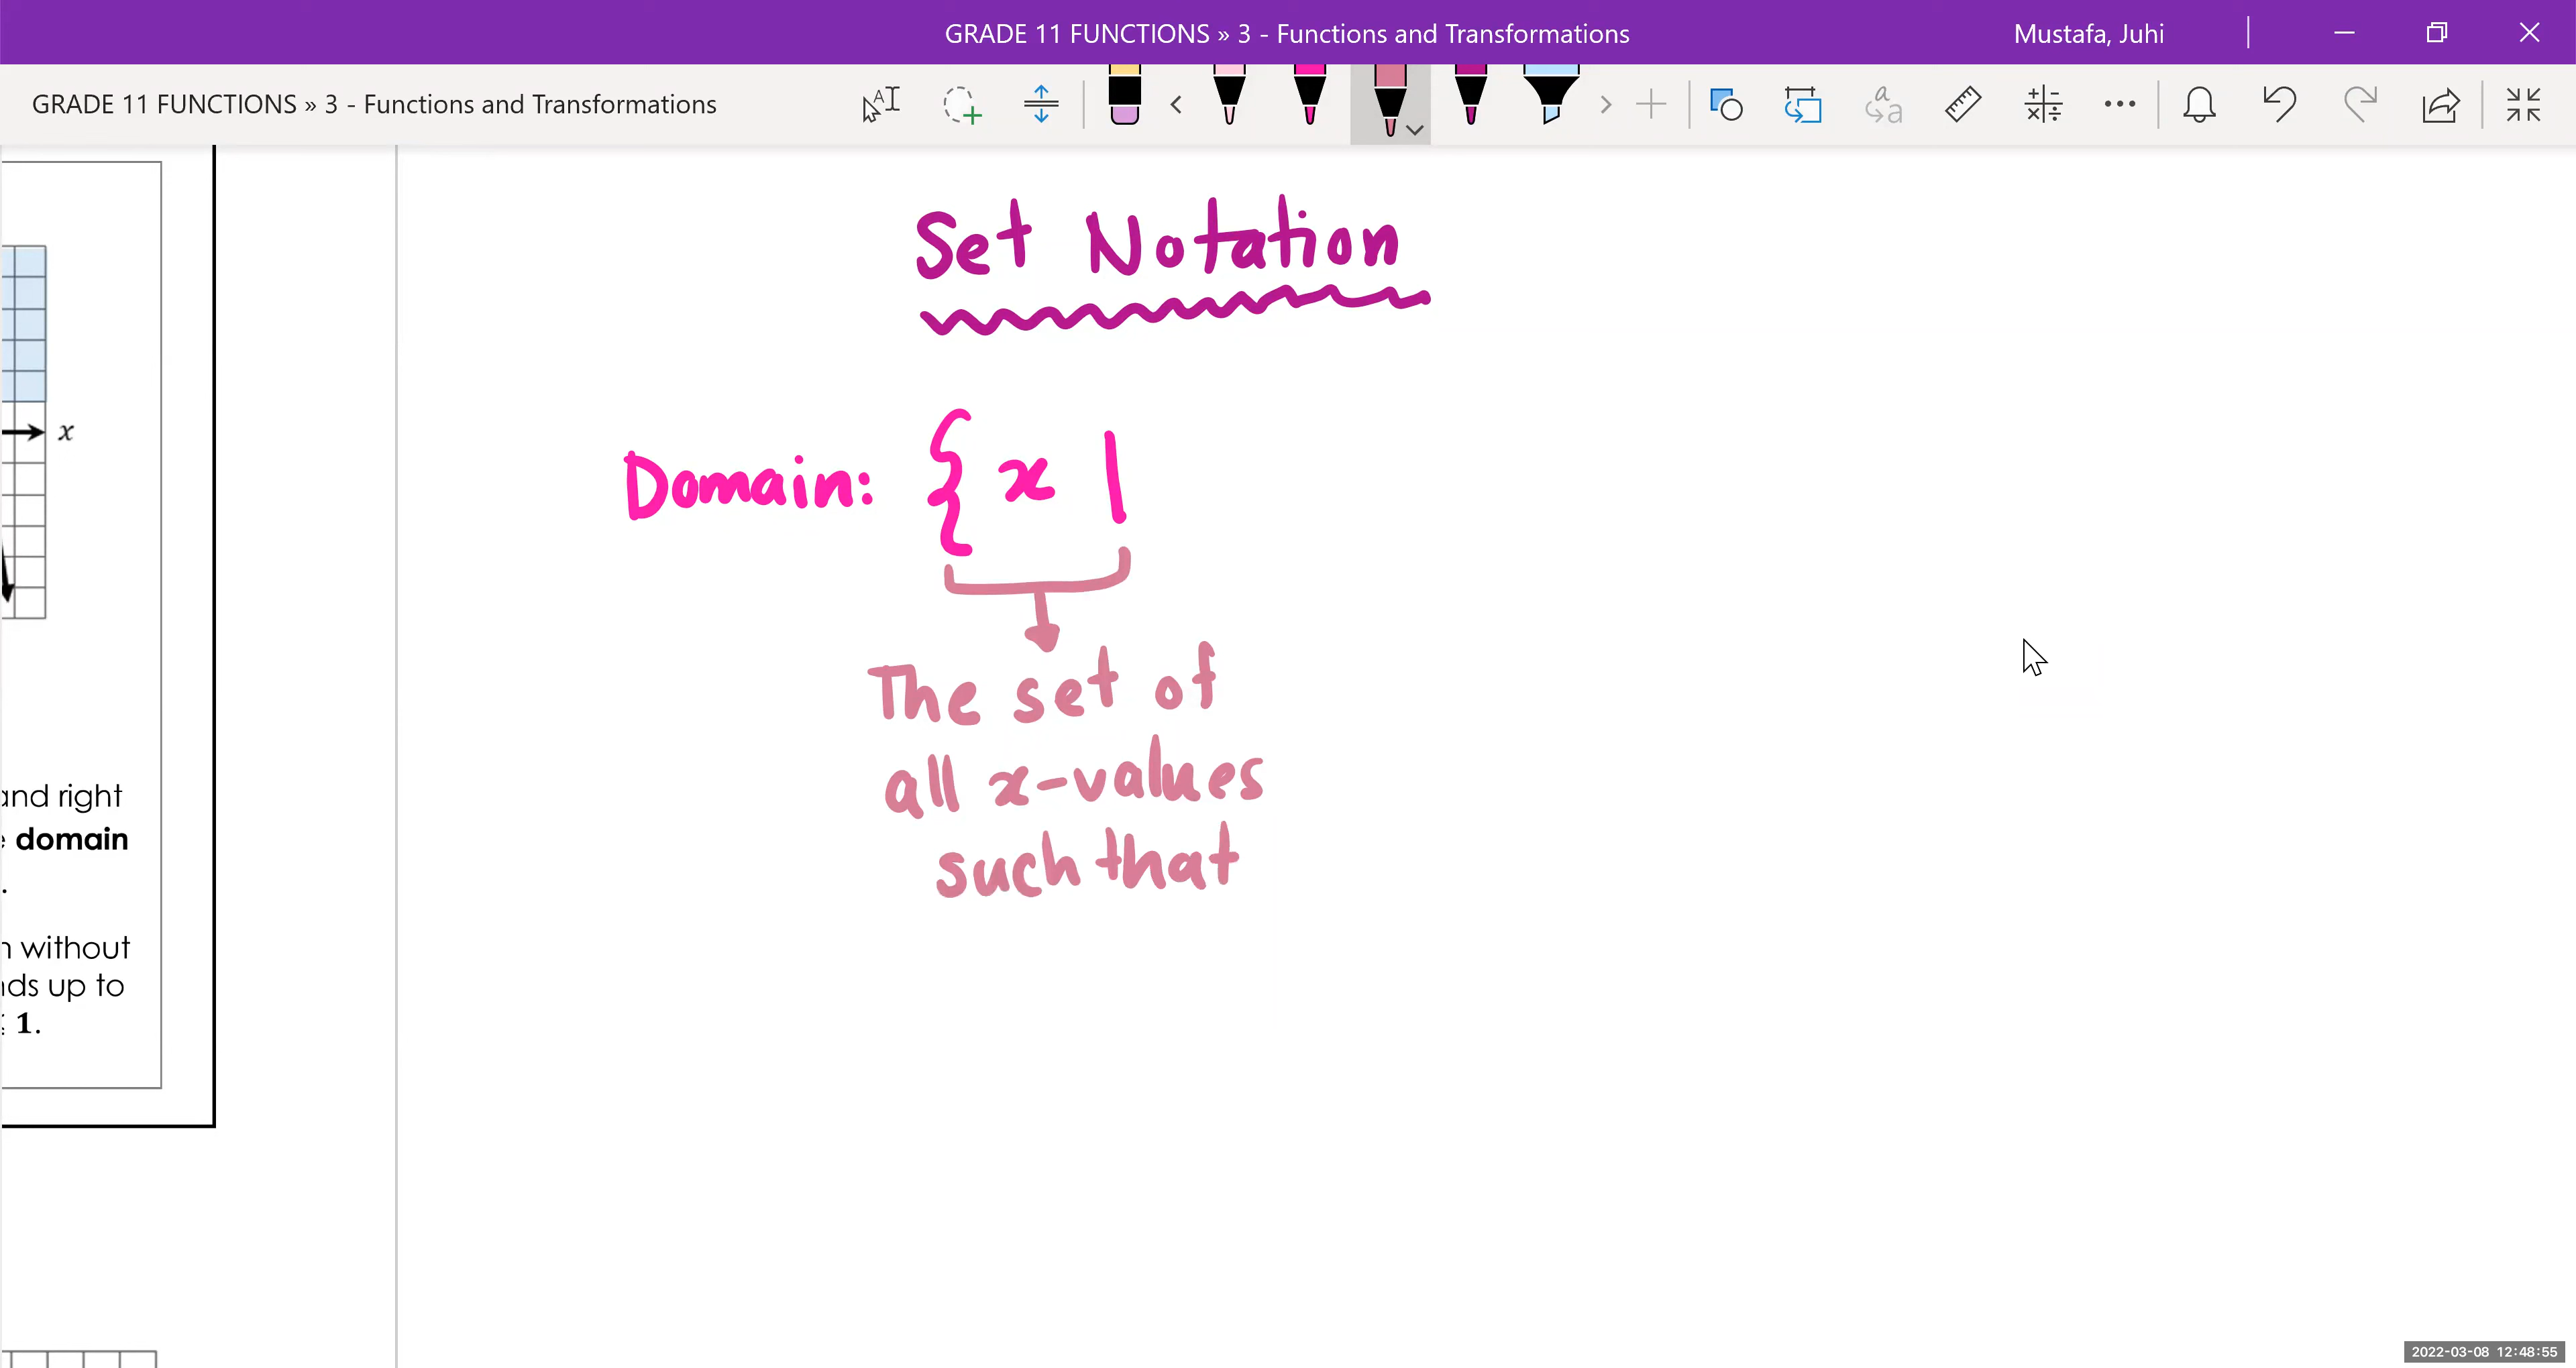 GRADE 11 FUNCTIONS » 3 - Functions and Transformations
Mustafa, Juhi
GRADE 11 FUNCTIONS » 3 - Functions and Transformations
Set Notation
x
Domain: { x |
The set of
all x-values
such that
and right
domain
.
without
up to
1.
2022-03-08 12:48:55